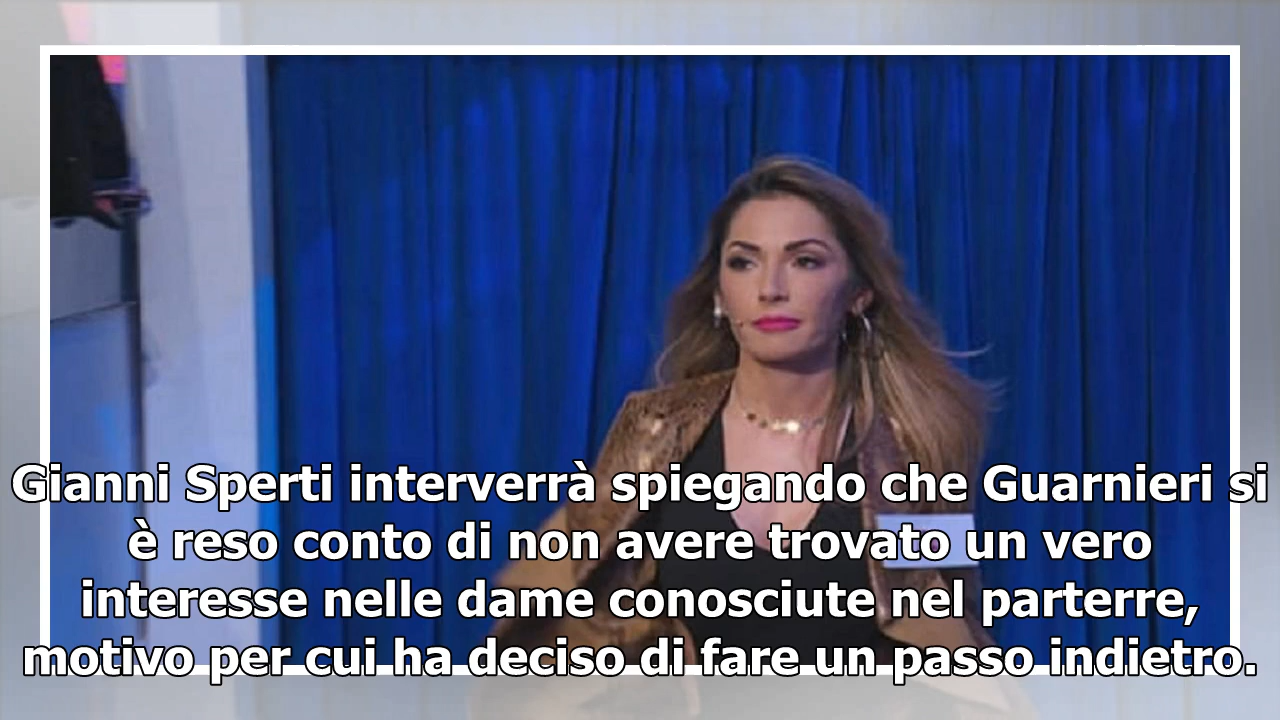 Gianni Sperti interverrà spiegando che Guarnieri si
è reso conto di non avere trovato un vero
interesse nelle dame conosciute nel parterre,
motivo per cui ha deciso di fare un passo indietro.